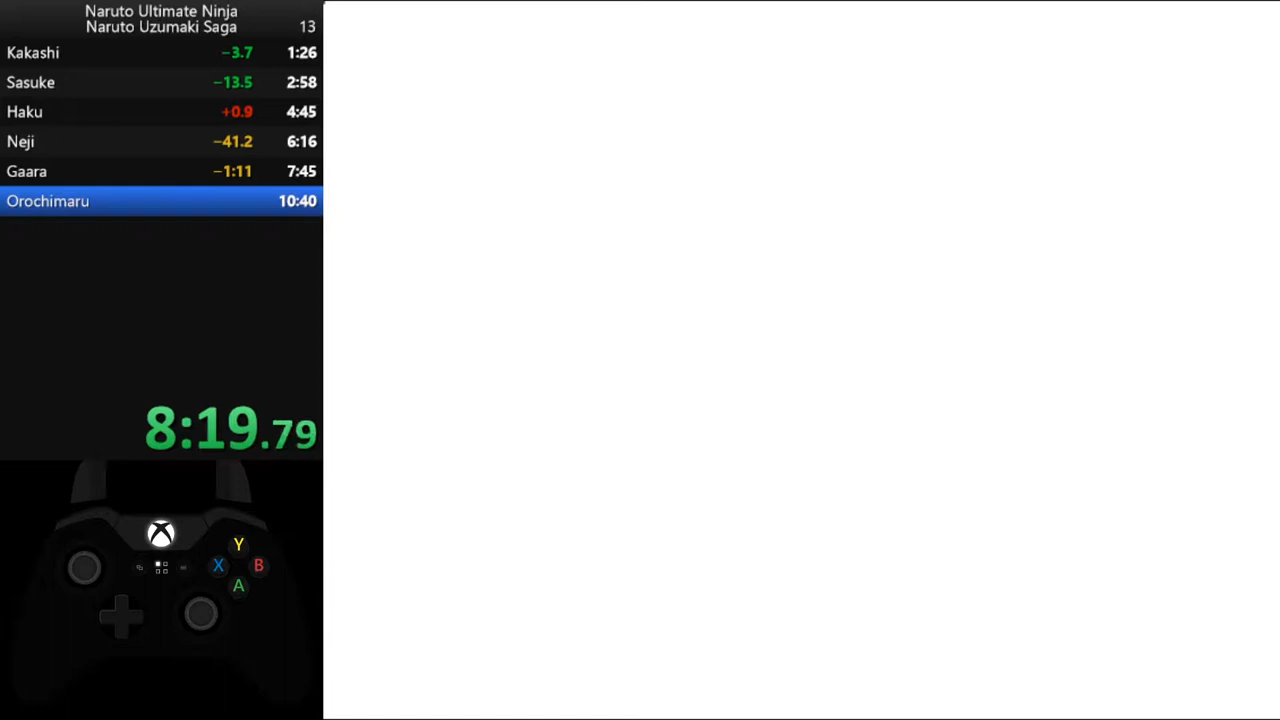 Naruto Ultimate Ninja
Naruto Uzumaki Saga 13
Kakashi −3.7 1:26
Sasuke −13.5 2:58
Haku +0.9 4:45
Neji −41.2 6:16
Gaara −1:11 7:45
Orochimaru 10:40
8:19.79
Y
X B
A